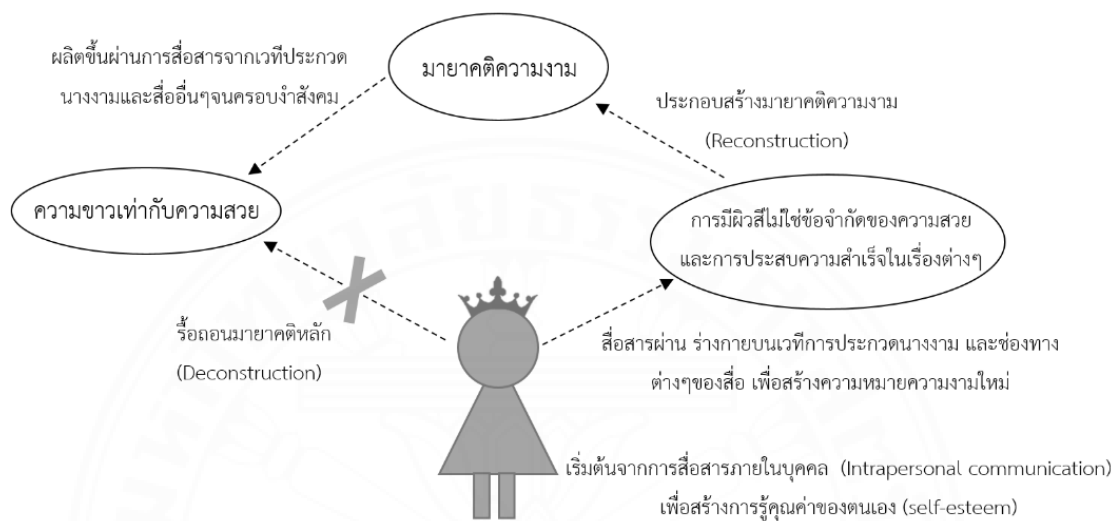 ผลิตขึ้นผ่านการสื่อสารจากเวทีประกวด
นางงามและสื่ออื่นๆจนครอบงำสังคม
มายาคติความงาม
ประกอบสร้างมายาคติความงาม
(Reconstruction)
ความขาวเท่ากับความสวย
การมีผิวสีไม่ใช่ข้อจำกัดของความสวย
และการประสบความสำเร็จในเรื่องต่างๆ
รื้อถอนมายาคติหลัก
(Deconstruction)
สื่อสารผ่าน ร่างกายบนเวทีการประกวดนางงาม และช่องทาง
ต่างๆของสื่อ เพื่อสร้างความหมายความงามใหม่
เริ่มต้นจากการสื่อสารภายในบุคคล (Intrapersonal communication)
เพื่อสร้างการรู้คุณค่าของตนเอง (self-esteem)